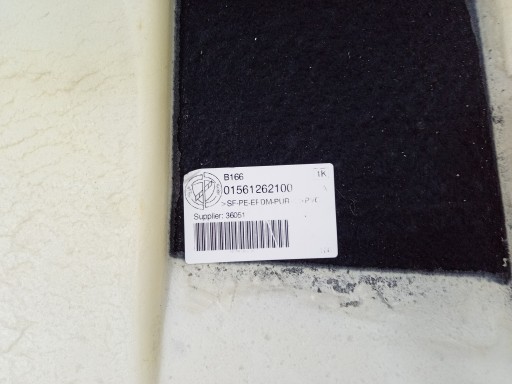 B166 1K
01561262100
>SF-PE-EPDM-PUR
Supplier: 36051